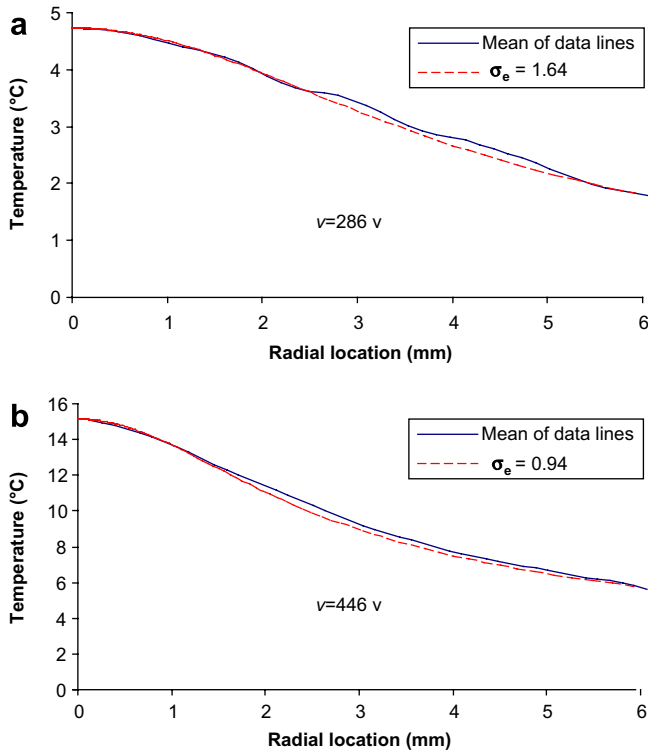 a
5
4
3
2
1
0
Temperature (°C)
Mean of data lines
σe = 1.64
v=286 v
0 1 2 3 4 5 6
Radial location (mm)
b
16
14
12
10
8
6
4
2
0
Temperature (°C)
Mean of data lines
σe = 0.94
v=446 v
0 1 2 3 4 5 6
Radial location (mm)